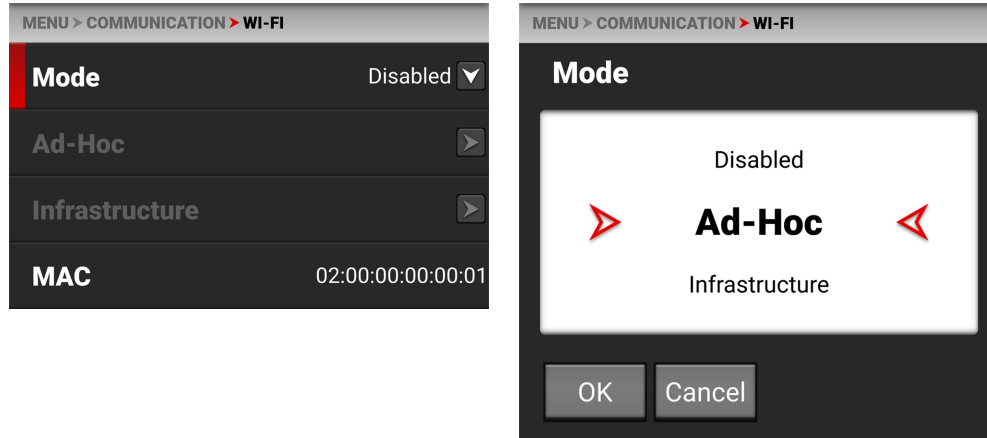 MENU > COMMUNICATION > WI-FI
Mode Disabled
Ad-Hoc
Infrastructure
MAC 02:00:00:00:00:01
MENU > COMMUNICATION > WI-FI
Mode
Disabled
Ad-Hoc
Infrastructure
OK Cancel